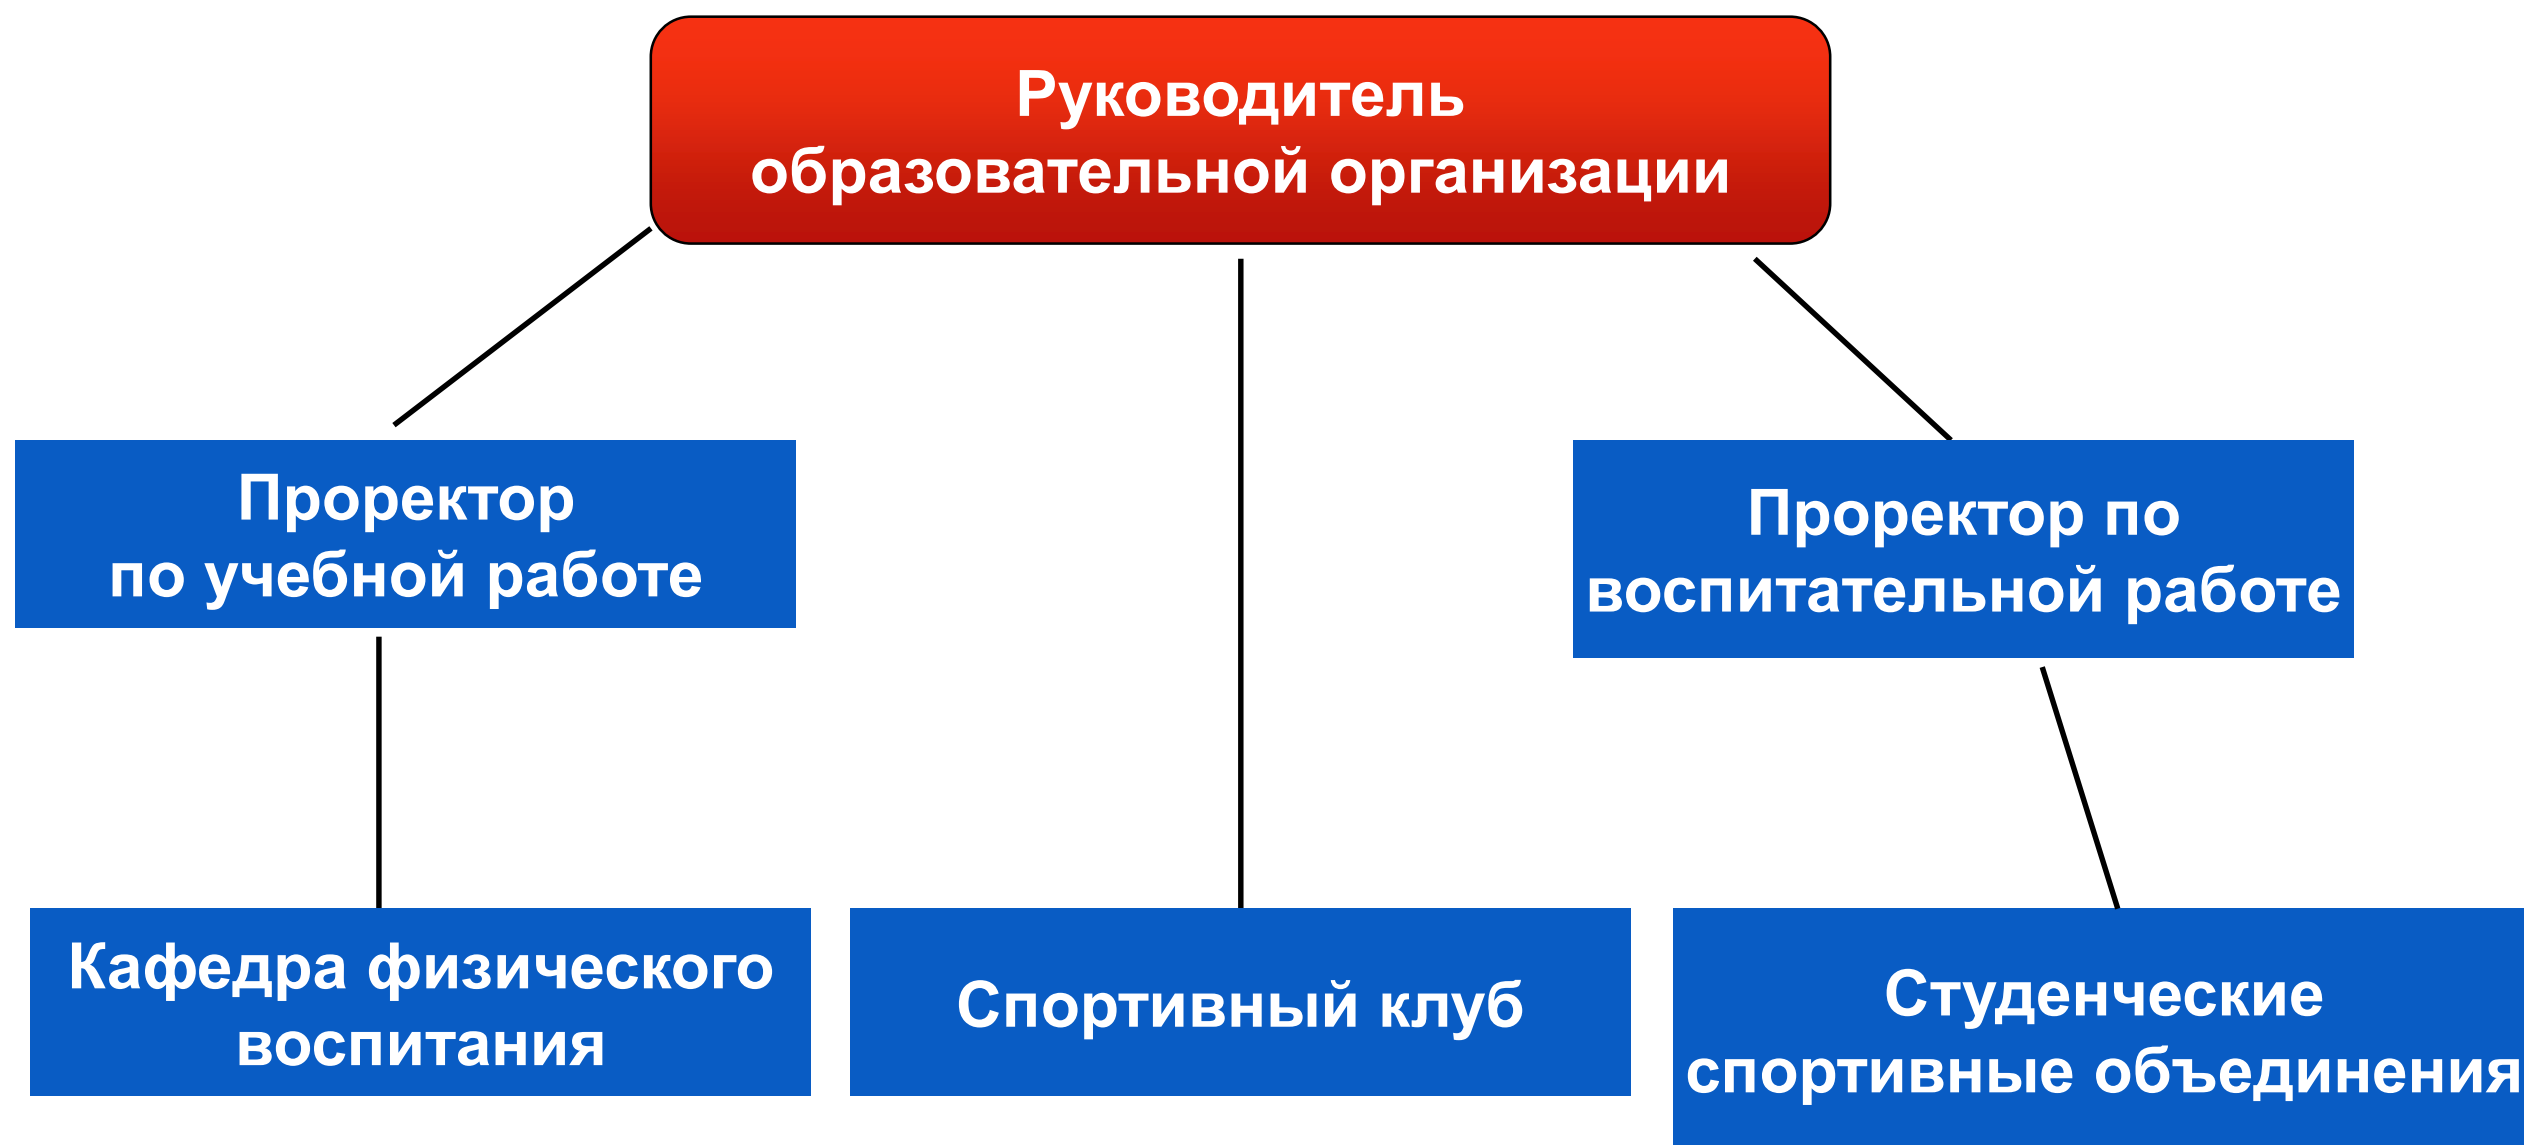 Руководитель
образовательной организации
Проректор
по учебной работе
Проректор по
воспитательной работе
Кафедра физического
воспитания
Спортивный клуб
Студенческие
спортивные объединения